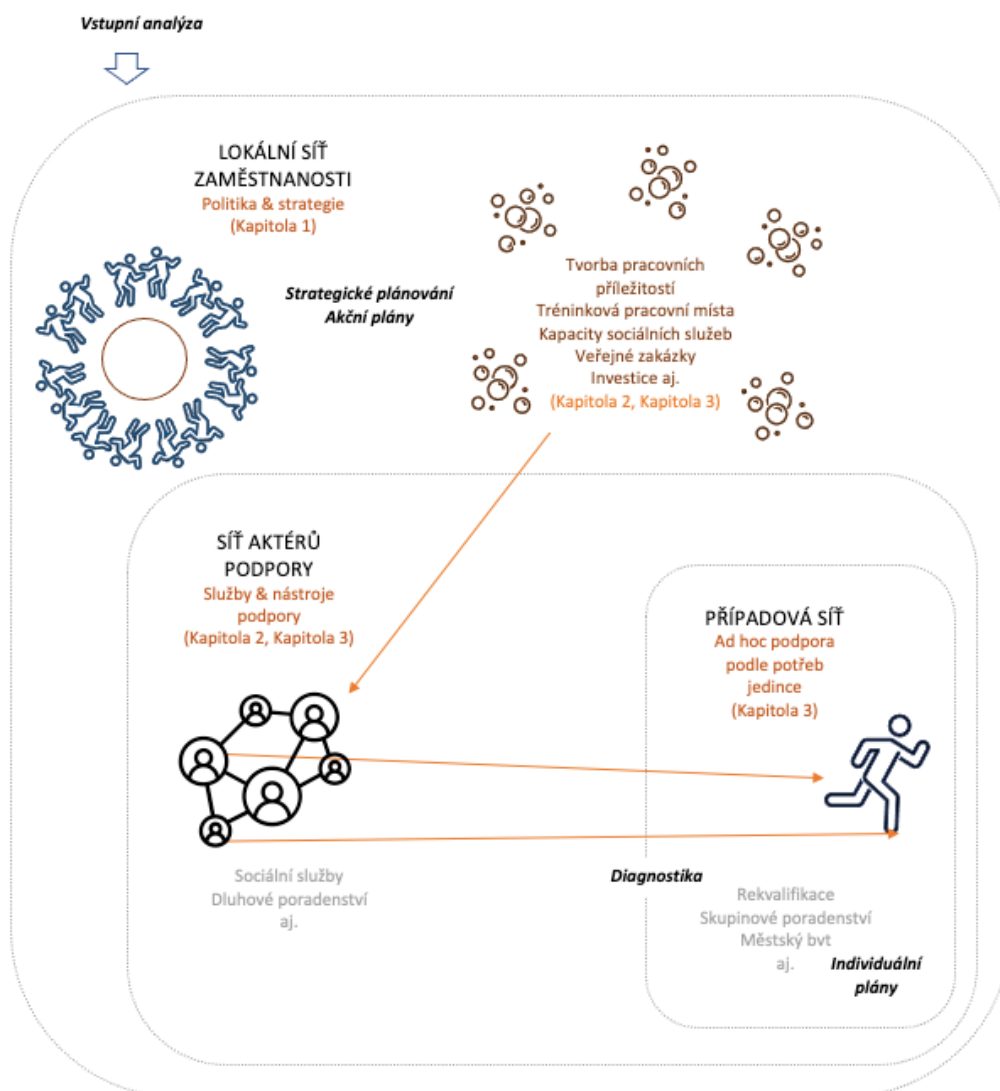 Vstupní analýza
LOKÁLNÍ SÍŤ
ZAMĚSTNANOSTI
Politika & strategie
(Kapitola 1)
Strategické plánování
Akční plány
Tvorba pracovních
příležitostí
Tréninková pracovní místa
Kapacity sociálních služeb
Veřejné zakázky
Investice aj.
(Kapitola 2, Kapitola 3)
SÍŤ AKTÉRŮ
PODPORY
Služby & nástroje
podpory
(Kapitola 2, Kapitola 3)
PŘÍPADOVÁ SÍŤ
Ad hoc podpora
podle potřeb
jedince
(Kapitola 3)
Sociální služby
Dluhové poradenství
aj.
Diagnostika
Rekvalifikace
Skupinové poradenství
Městský bvt
aj.
Individuální
plány